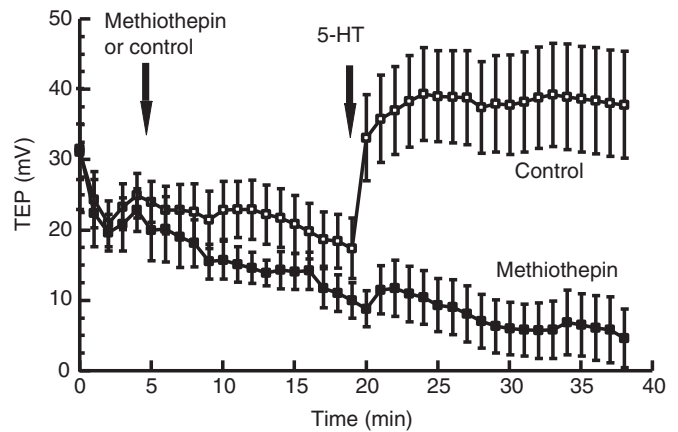 50
40
30
20
10
0
TEP (mV)
Methiothepin
or control
5-HT
Control
Methiothepin
0 5 10 15 20 25 30 35 40
Time (min)